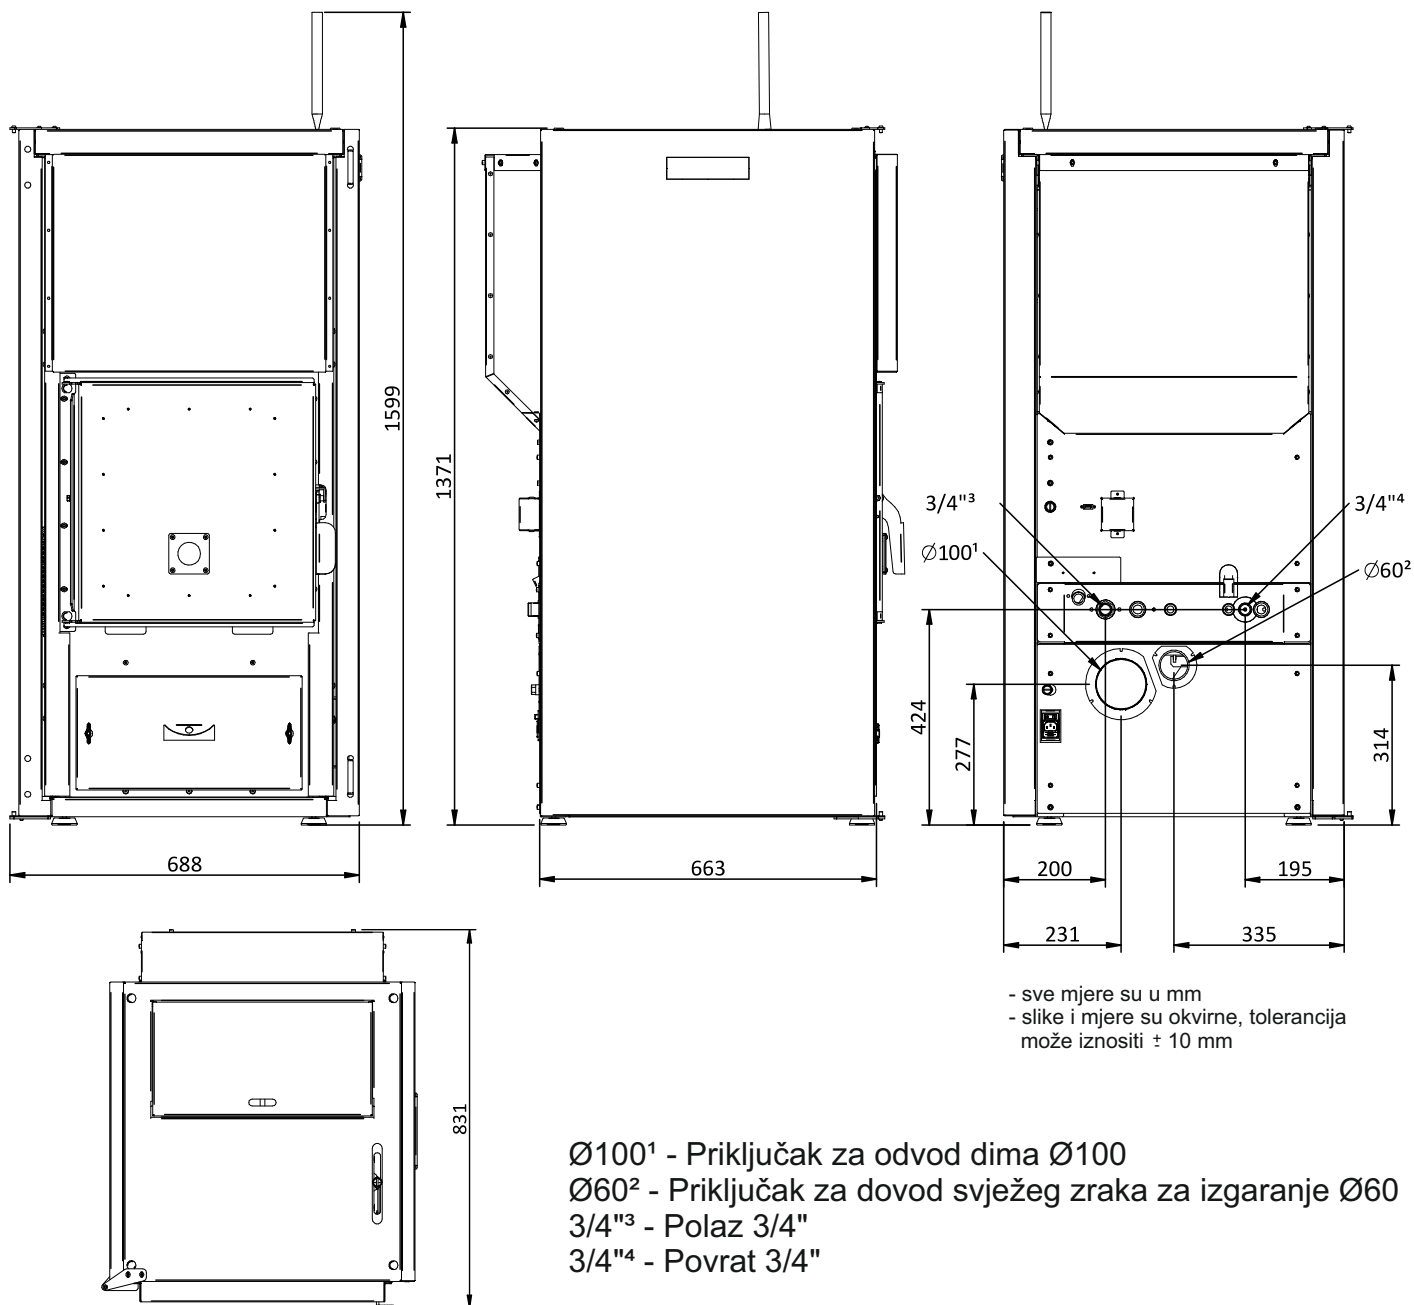 1599
1371
3/4"³
3/4"⁴
Ø100¹
Ø60²
424
277
314
688
663
200
195
231
335
- sve mjere su u mm
- slike i mjere su okvirne, tolerancija
može iznositi ± 10 mm
831
Ø100¹ - Priključak za odvod dima Ø100
Ø60² - Priključak za dovod svježeg zraka za izgaranje Ø60
3/4"³ - Polaz 3/4"
3/4"⁴ - Povrat 3/4"